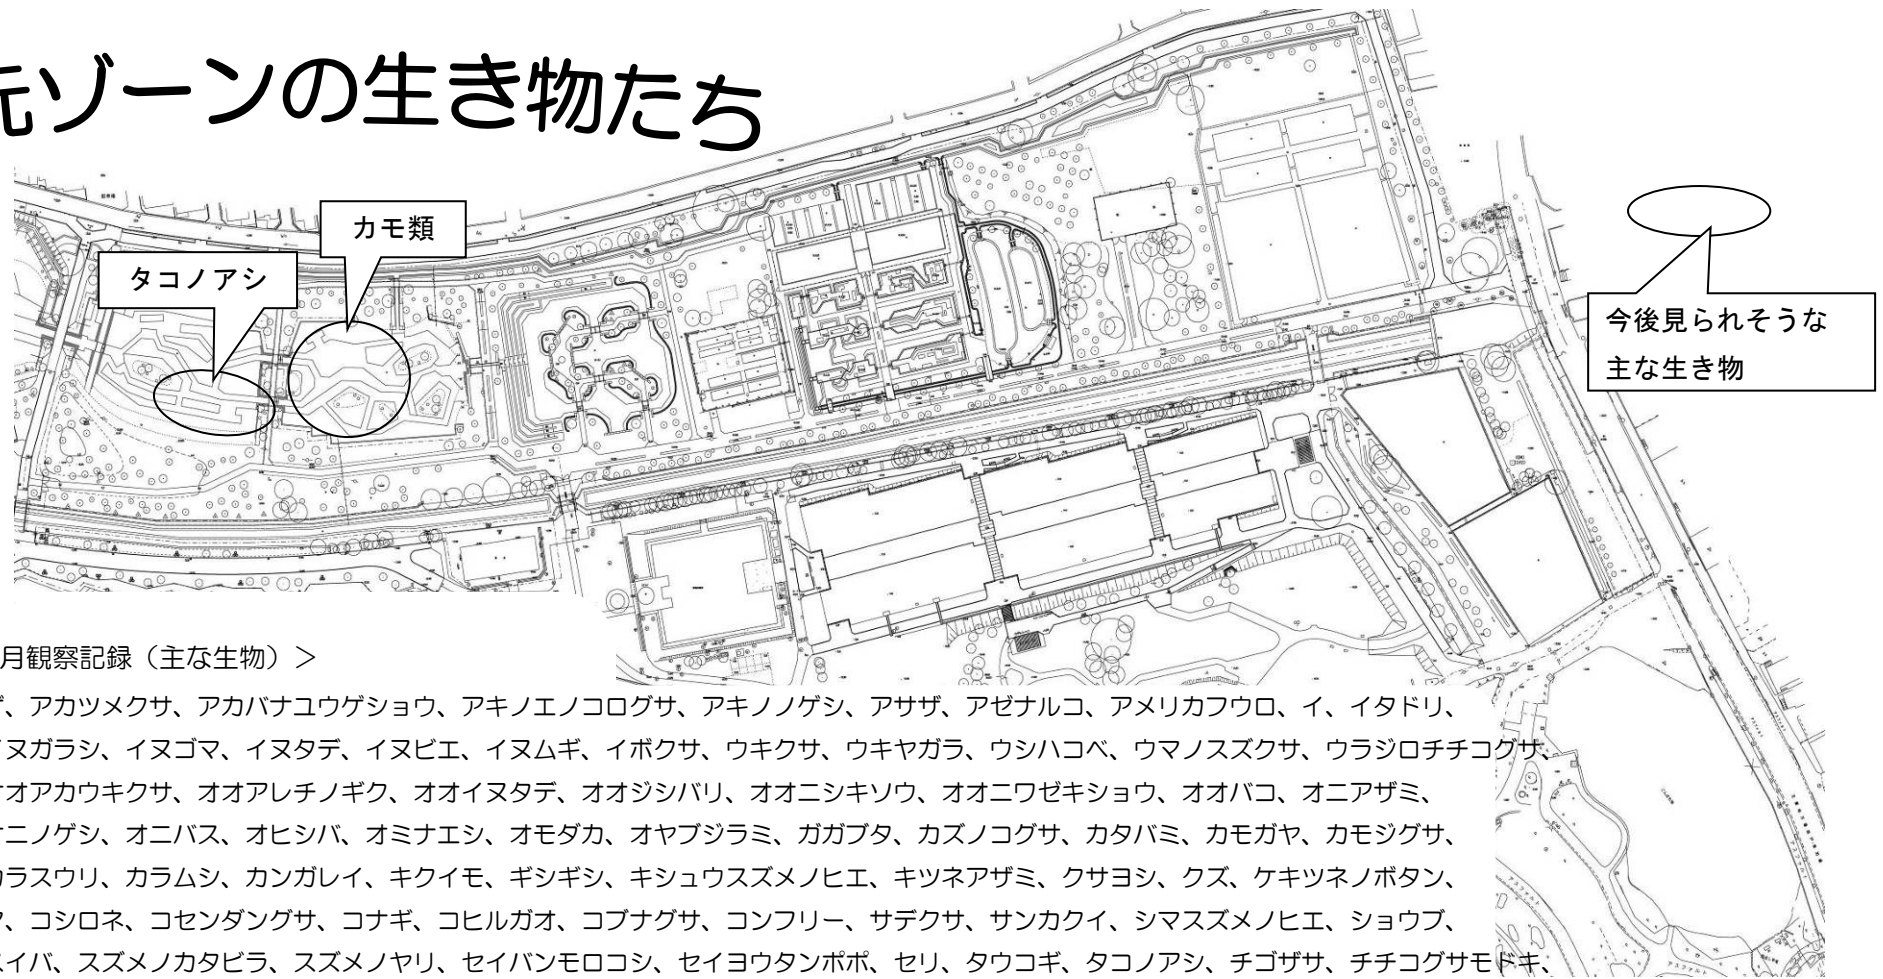 元ゾーンの生き物たち
カモ類
タコノアシ
今後見られそうな
主な生き物
月観察記録（主な生物）＞
、アカツメクサ、アカバナユウゲショウ、アキノエノコログサ、アキノノゲシ、アサザ、アゼナルコ、アメリカフウロ、イ、イタドリ、
イヌガラシ、イヌゴマ、イヌタデ、イヌビエ、イヌムギ、イボクサ、ウキクサ、ウキヤガラ、ウシハコベ、ウマノスズクサ、ウラジロチチコグサ、
オオアカウキクサ、オオアレチノギク、オオイヌタデ、オオジシバリ、オオニシキソウ、オオニワゼキショウ、オオバコ、オニアザミ、
オニノゲシ、オニバス、オヒシバ、オミナエシ、オモダカ、オヤブジラミ、ガガブタ、カズノコグサ、カタバミ、カモガヤ、カモジグサ、
カラスウリ、カラムシ、カンガレイ、キクイモ、ギシギシ、キシュウスズメノヒエ、キツネアザミ、クサヨシ、クズ、ケキツネノボタン、
、コシロネ、コセンダングサ、コナギ、コヒルガオ、コブナグサ、コンフリー、サデクサ、サンカクイ、シマスズメノヒエ、ショウブ、
スイバ、スズメノカタビラ、スズメノヤリ、セイバンモロコシ、セイヨウタンポポ、セリ、タウコギ、タコノアシ、チゴザサ、チチコグサモドキ、